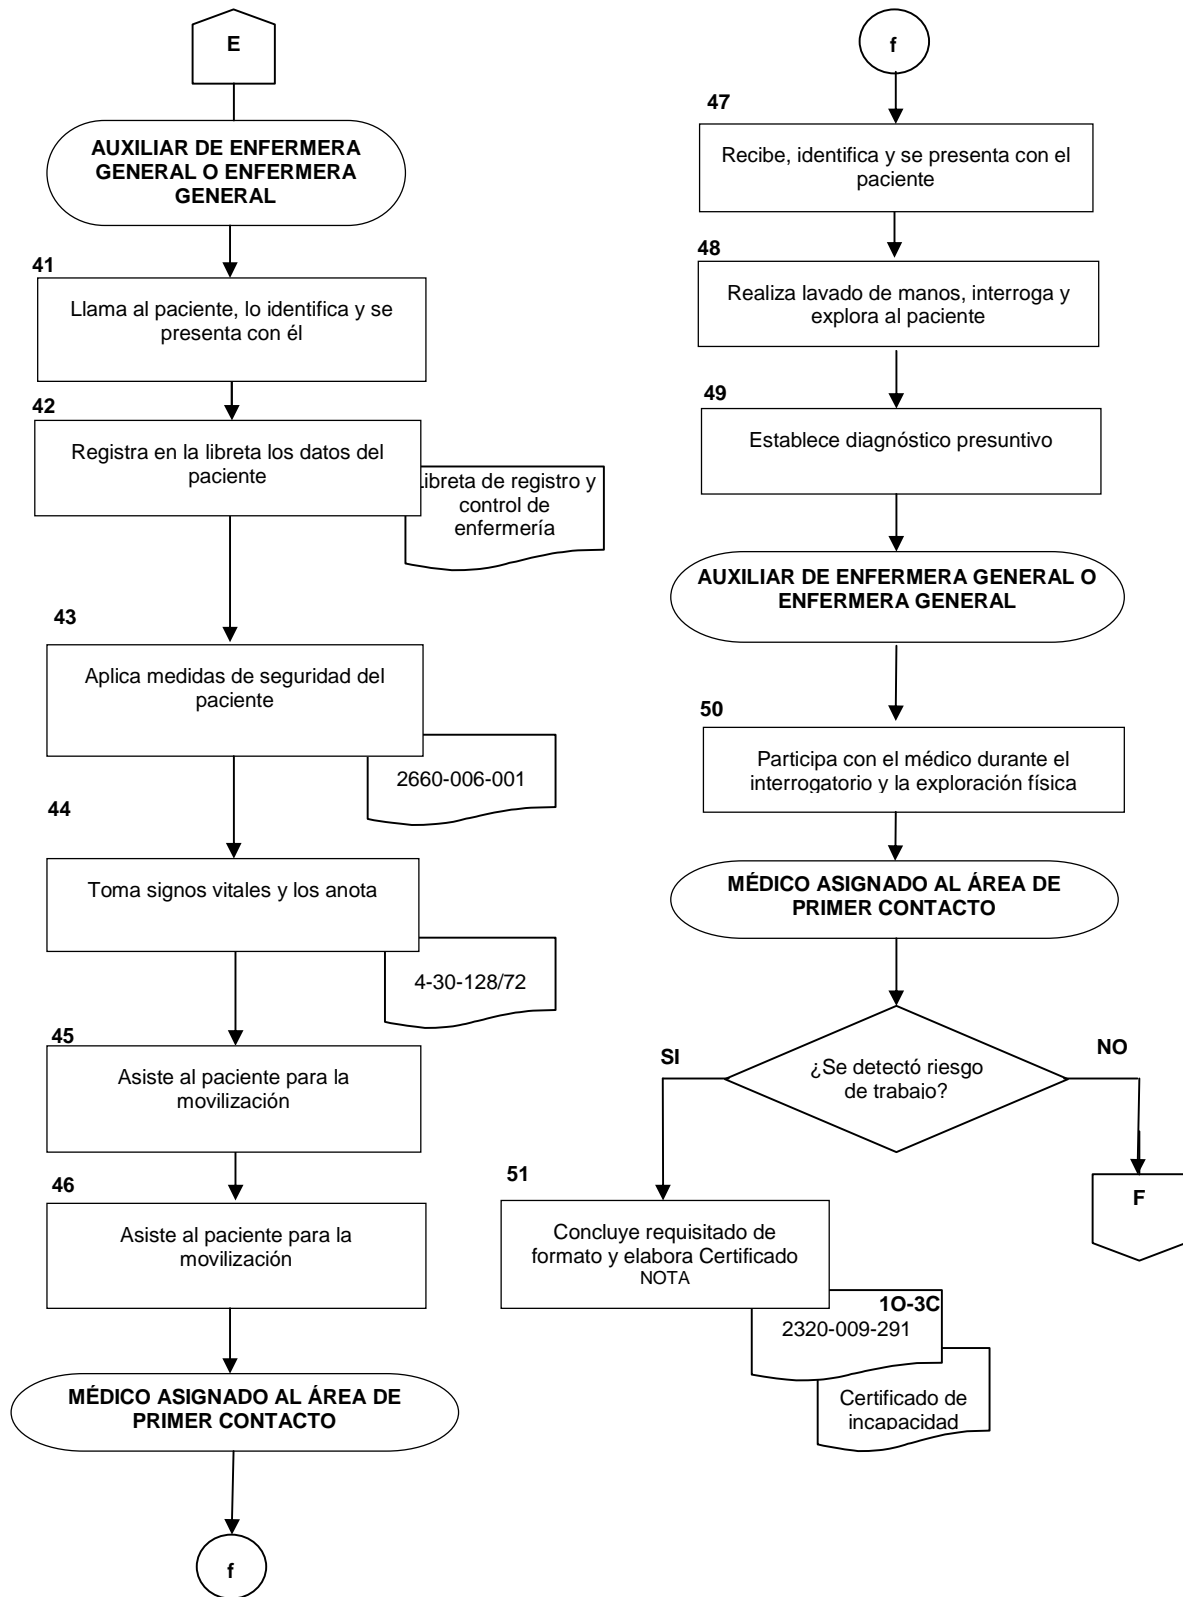 E
AUXILIAR DE ENFERMERA
GENERAL O ENFERMERA
GENERAL
41
Llama al paciente, lo identifica y se
presenta con él
42
Registra en la libreta los datos del
paciente
Libreta de registro y
control de
enfermería
43
Aplica medidas de seguridad del
paciente
2660-006-001
44
Toma signos vitales y los anota
4-30-128/72
45
Asiste al paciente para la
movilización
46
Asiste al paciente para la
movilización
MÉDICO ASIGNADO AL ÁREA DE
PRIMER CONTACTO
f
f
47
Recibe, identifica y se presenta con el
paciente
48
Realiza lavado de manos, interroga y
explora al paciente
49
Establece diagnóstico presuntivo
AUXILIAR DE ENFERMERA GENERAL O
ENFERMERA GENERAL
50
Participa con el médico durante el
interrogatorio y la exploración física
MÉDICO ASIGNADO AL ÁREA DE
PRIMER CONTACTO
¿Se detectó riesgo
de trabajo?
SI
NO
F
51
Concluye requisitado de
formato y elabora Certificado
NOTA
1O-3C
2320-009-291
Certificado de
incapacidad